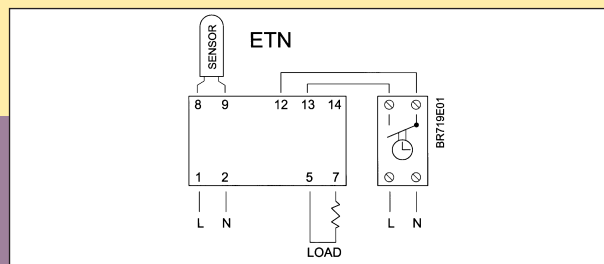 SENSOR
ETN
8 9 12 13 14
BR719E01
1 2 5 7
L N L N
LOAD